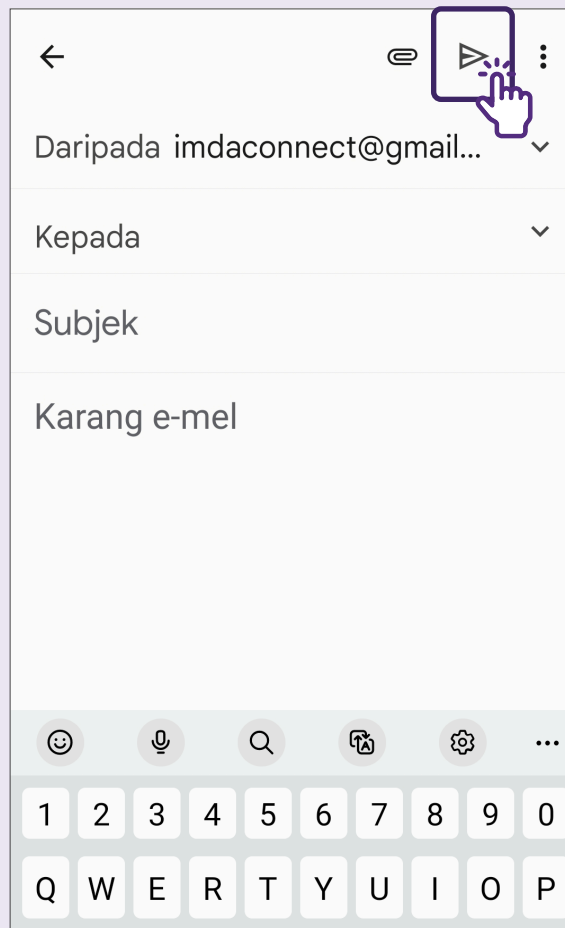 Daripada imdaconnect@gmail...
Kepada
Subjek
Karang e-mel
1 2 3 4 5 6 7 8 9 0
Q W E R T Y U I O P